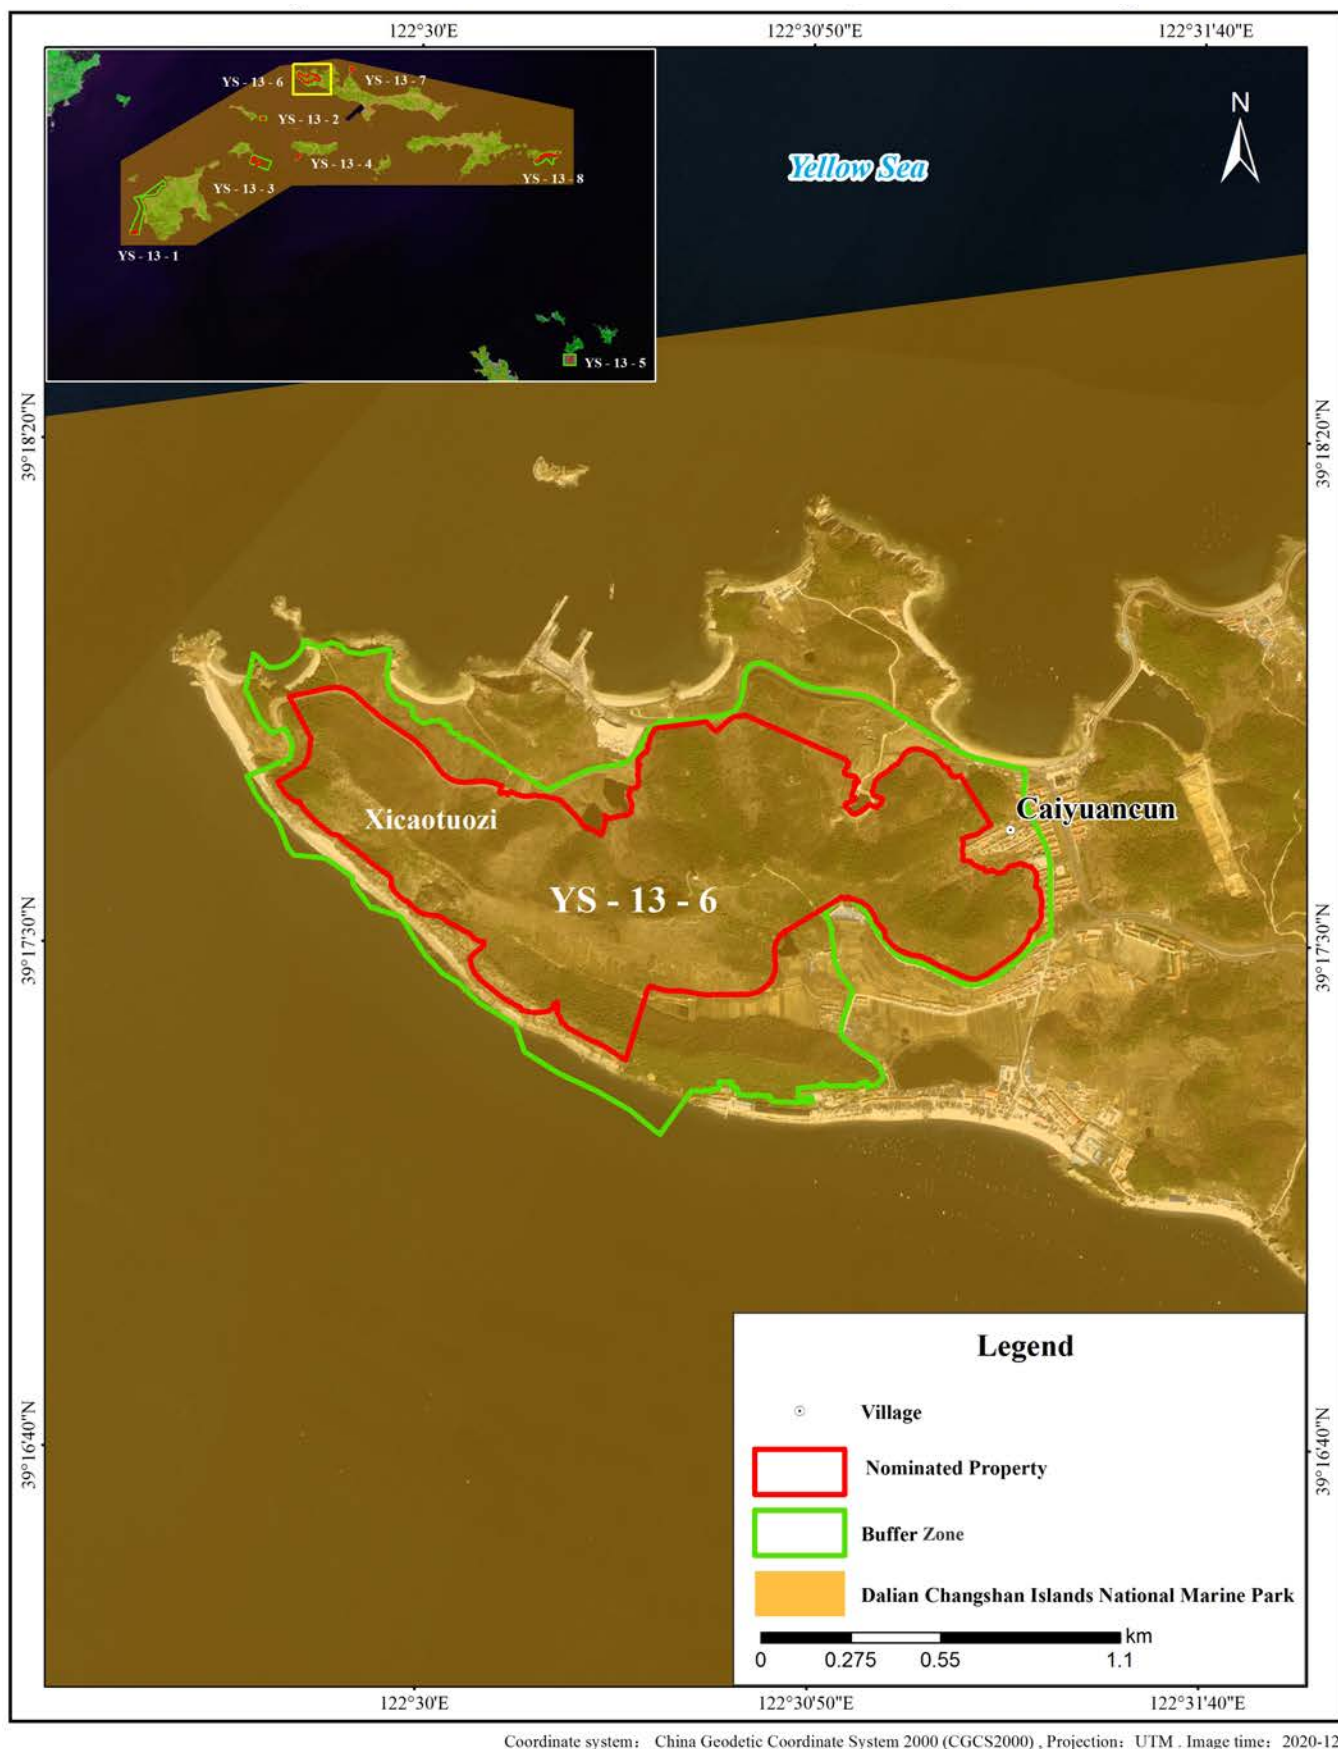 122°30'E
122°30'50"E
122°31'40"E
YS - 13 - 6
YS - 13 - 7
YS - 13 - 2
YS - 13 - 4
YS - 13 - 3
YS - 13 - 8
YS - 13 - 1
YS - 13 - 5
Yellow Sea
N
39°18'20"N
39°18'20"N
Xicaotuozi
Caiyuancun
YS - 13 - 6
39°17'30"N
39°17'30"N
39°16'40"N
39°16'40"N
Legend
Village
Nominated Property
Buffer Zone
Dalian Changshan Islands National Marine Park
km
0 0.275 0.55 1.1
122°30'E
122°30'50"E
122°31'40"E
Coordinate system: China Geodetic Coordinate System 2000 (CGCS2000) , Projection: UTM . Image time: 2020-12